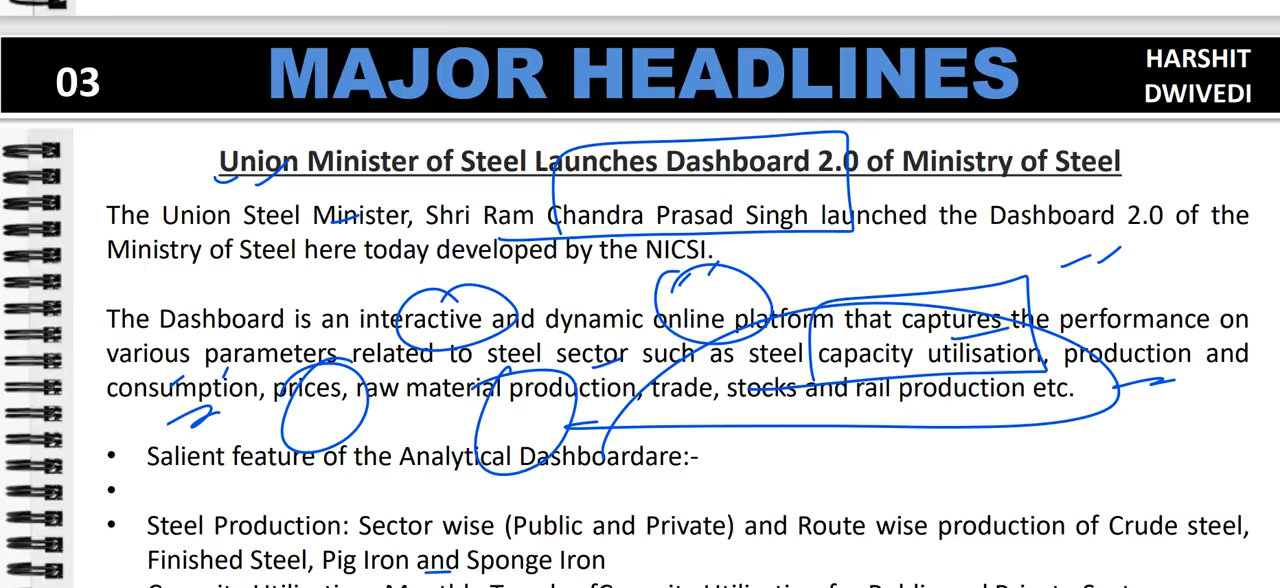 03
MAJOR HEADLINES
HARSHIT
DWIVEDI
Union Minister of Steel Launches Dashboard 2.0 of Ministry of Steel
The Union Steel Minister, Shri Ram Chandra Prasad Singh launched the Dashboard 2.0 of the
Ministry of Steel here today developed by the NICSI.
The Dashboard is an interactive and dynamic online platform that captures the performance on
various parameters related to steel sector such as steel capacity utilisation, production and
consumption, prices, raw material production, trade, stocks and rail production etc.
• Salient feature of the Analytical Dashboardare:-
•
• Steel Production: Sector wise (Public and Private) and Route wise production of Crude steel,
Finished Steel, Pig Iron and Sponge Iron